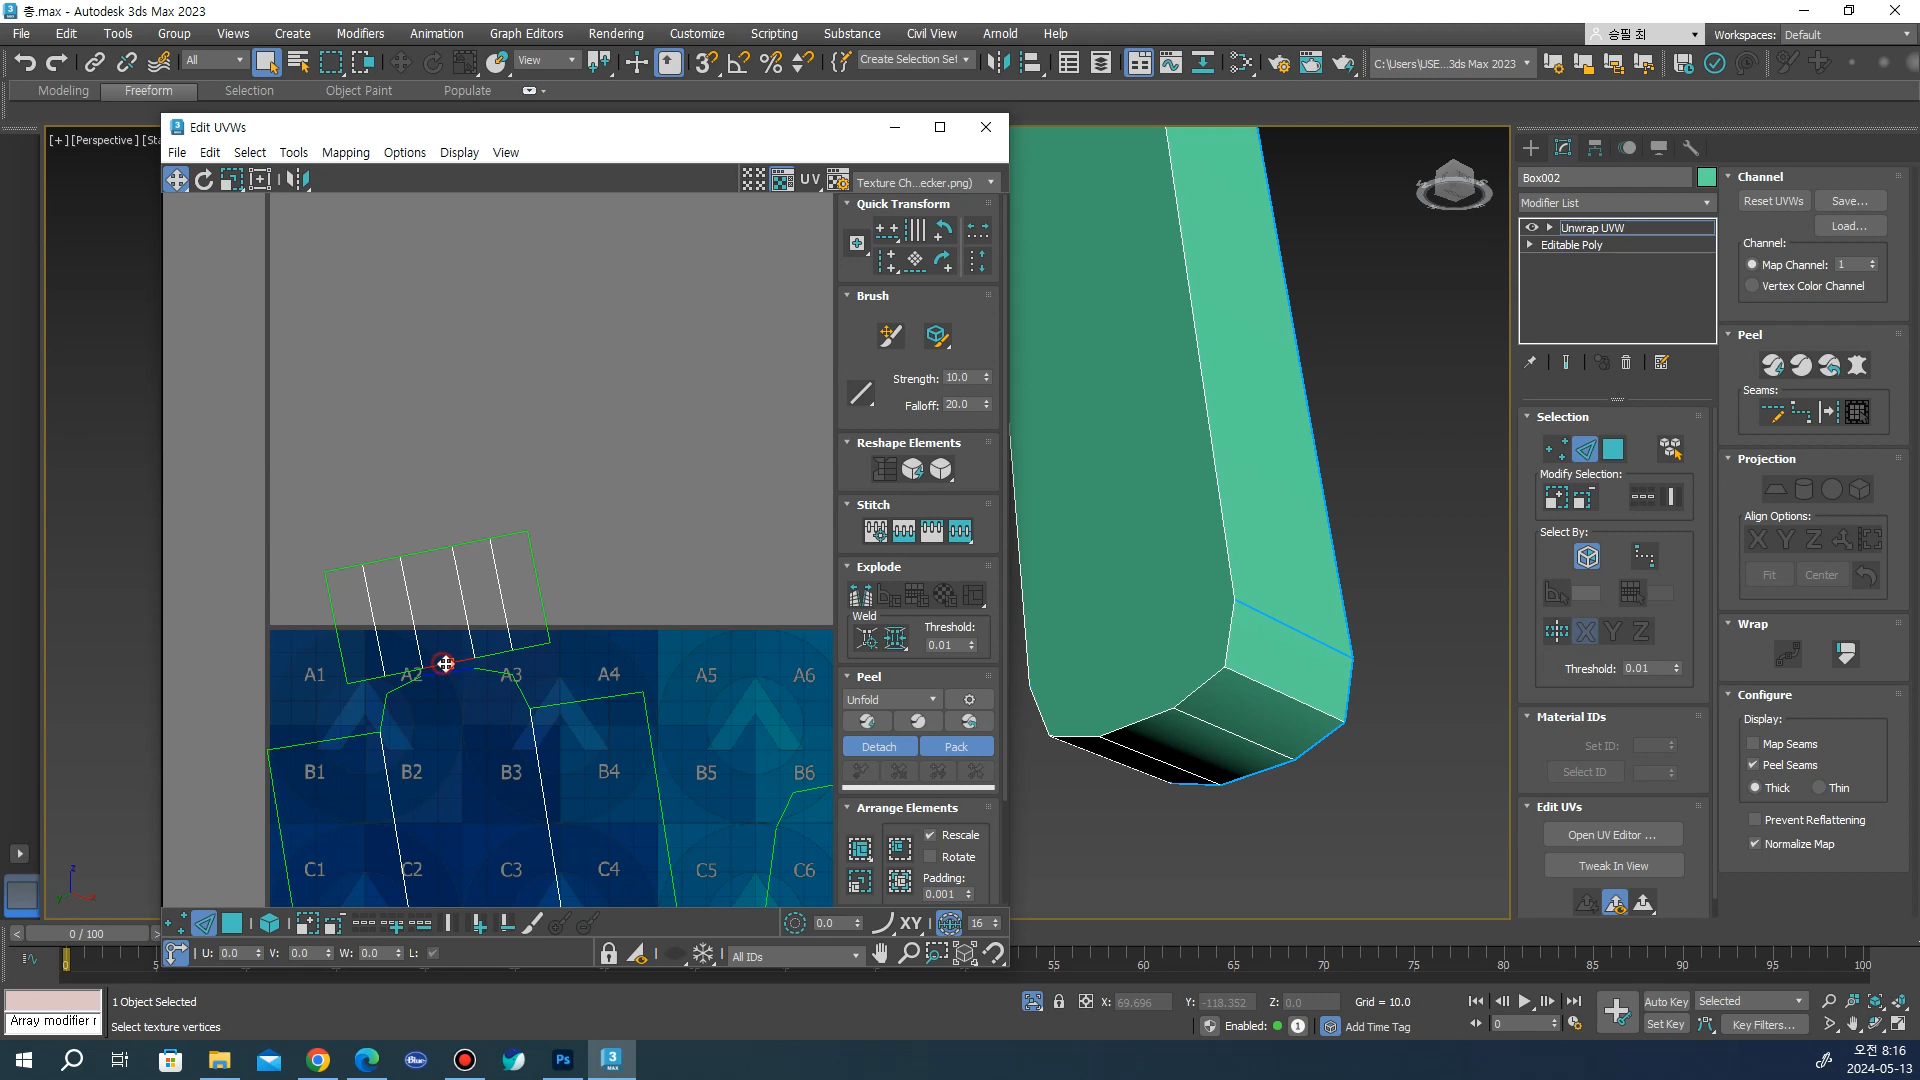 총.max - Autodesk 3ds Max 2023
File Edit Tools Group Views Create Modifiers Animation Graph Editors Rendering Customize Scripting Substance Civil View Arnold Help
승필 최 Workspaces: Default
All View Create Selection Set C:\Users\USE...3ds Max 2023
Modeling Freeform Selection Object Paint Populate
[+][Perspective][Sta
Edit UVWs
File Edit Select Tools Mapping Options Display View
UV Texture Ch...ecker.png)
Quick Transform
Brush
Strength: 10.0
Falloff: 20.0
Reshape Elements
Stitch
Explode
Weld
Threshold:
0.01
Peel
Unfold
Detach Pack
Arrange Elements
Rescale
Rotate
Padding:
0.001
A1 A2 A3 A4 A5 A6
B1 B2 B3 B4 B5 B6
C1 C2 C3 C4 C5 C6
0.0 XY 16
U: 0.0 V: 0.0 W: 0.0 L: All IDs
Box002
Modifier List
Unwrap UVW
Editable Poly
Selection
Modify Selection:
Select By:
X Y Z
Threshold: 0.01
Material IDs
Set ID:
Select ID
Edit UVs
Open UV Editor ...
Tweak In View
Channel
Reset UVWs Save...
Load...
Channel:
Map Channel: 1
Vertex Color Channel
Peel
Seams:
Projection
Align Options:
X Y Z
Fit Center
Wrap
Configure
Display:
Map Seams
Peel Seams
Thick Thin
Prevent Reflattening
Normalize Map
z y x
0 / 100
55 60 65 70 75 80 85 90 95 100
1 Object Selected
Array modifier r
Select texture vertices
X: 69.696 Y: -118.352 Z: 0.0 Grid = 10.0
Enabled: 1 Add Time Tag
0
Auto Key Selected
Set Key Key Filters...
Blue
Ps
3 MAX
오전 8:16
2024-05-13